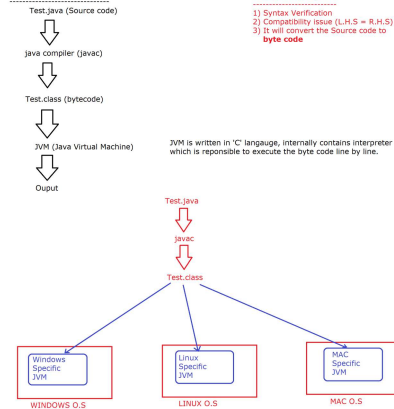 Test.java (Source code)
java compiler (javac)
Test.class (bytecode)
JVM (Java Virtual Machine)
Ouput
1) Syntax Verification
2) Compatibility issue (L.H.S = R.H.S)
3) It will convert the Source code to
byte code
JVM is written in 'C' langauge, internally contains interpreter
which is reponsible to execute the byte code line by line.
Test.java
javac
Test.class
Windows
Specific
JVM
WINDOWS O.S
Linux
Specific
JVM
LINUX O.S
MAC
Specific
JVM
MAC O.S